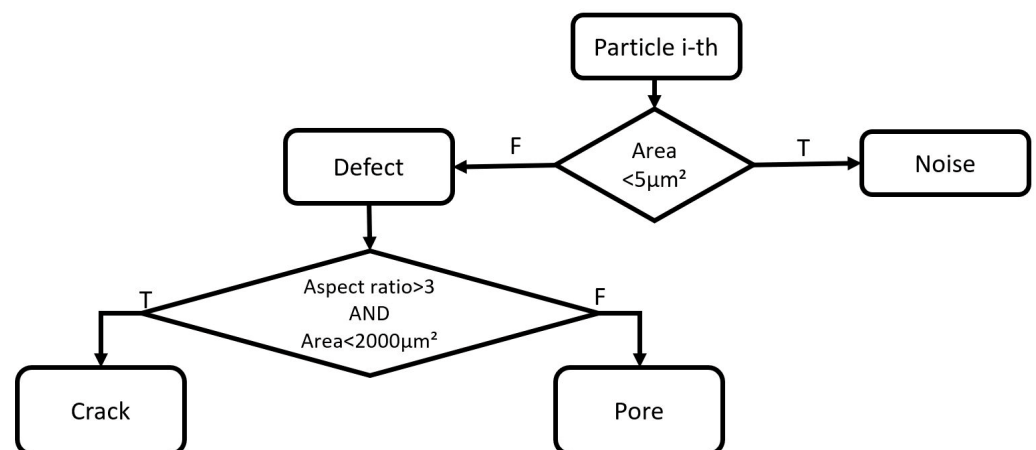 Particle i-th
Area
<5µm²
F
T
Defect
Noise
Aspect ratio>3
AND
Area<2000µm²
T
F
Crack
Pore